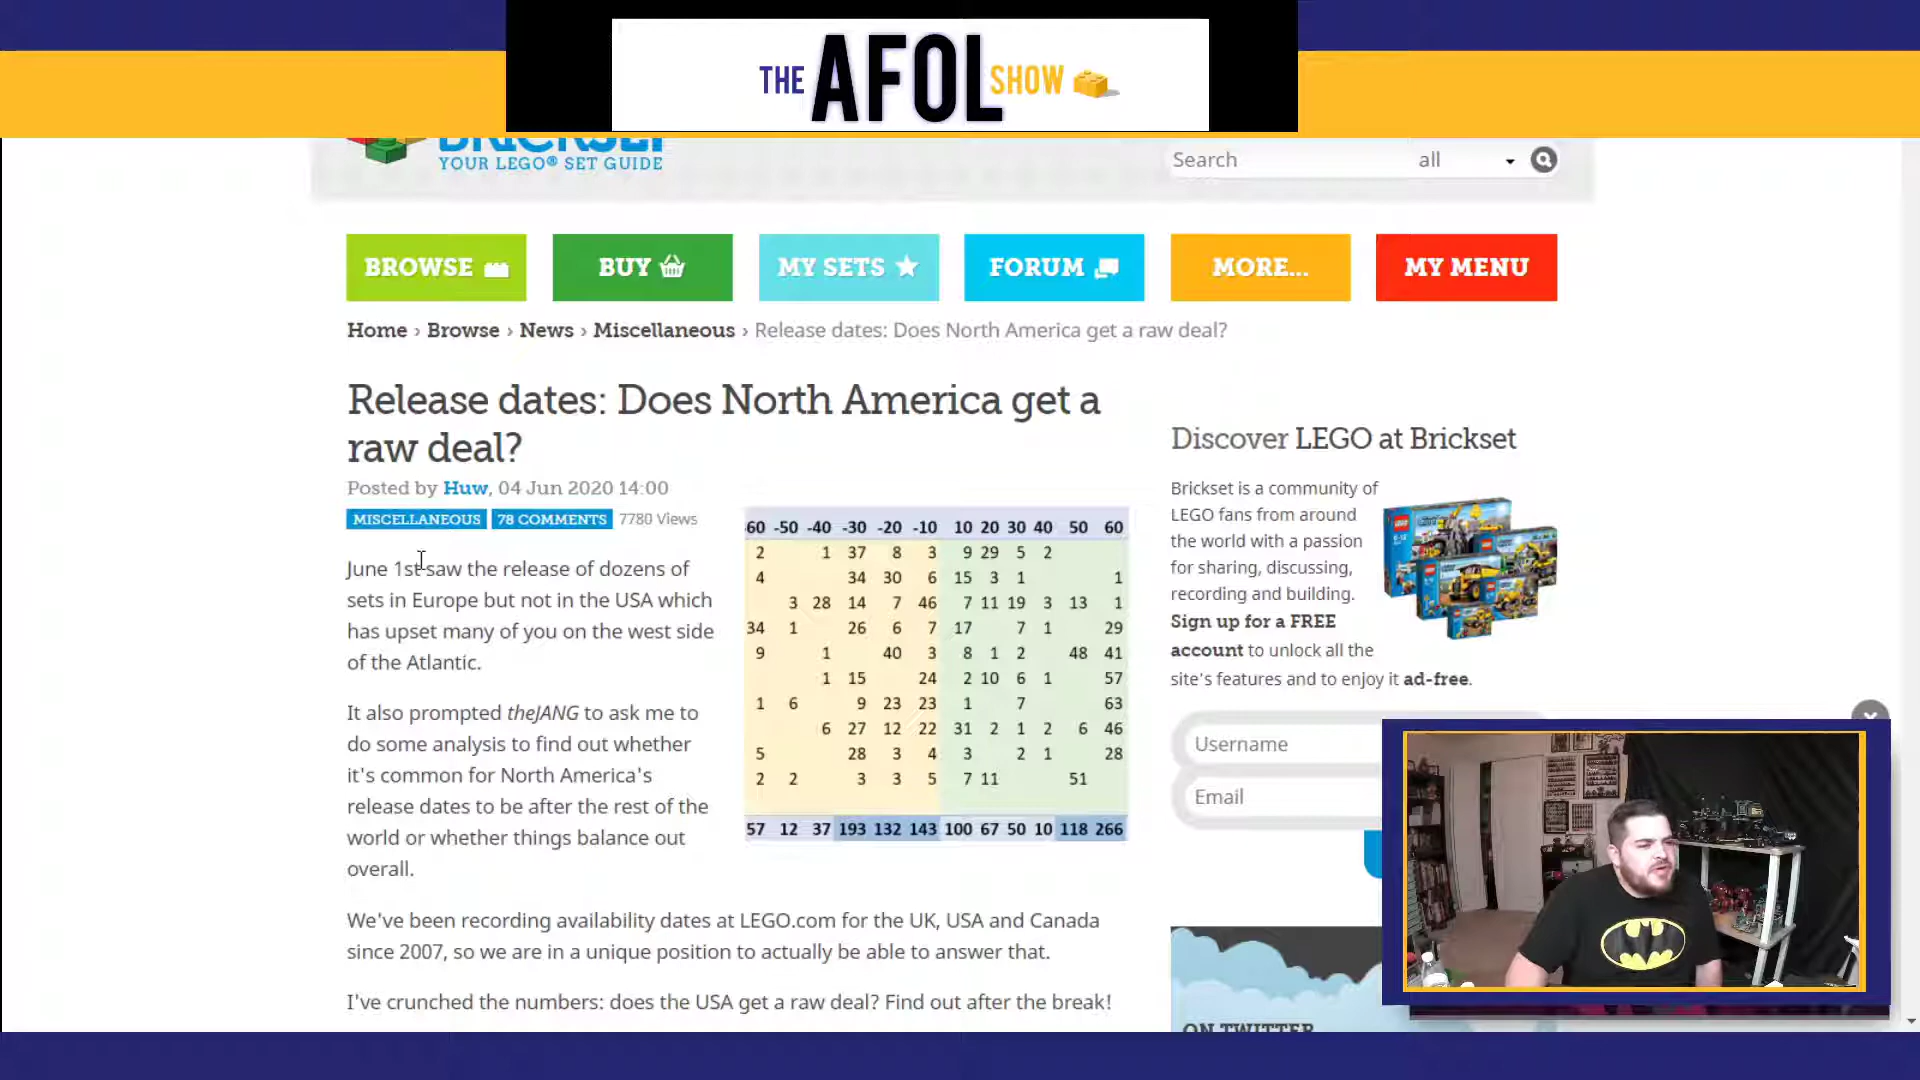 THE AFOL SHOW
BRICKSET
YOUR LEGO® SET GUIDE
Search all
BROWSE BUY MY SETS FORUM MORE... MY MENU
Home › Browse › News › Miscellaneous › Release dates: Does North America get a raw deal?
Release dates: Does North America get a
raw deal?
Posted by Huw, 04 Jun 2020 14:00
MISCELLANEOUS 78 COMMENTS 7780 Views
June 1st saw the release of dozens of
sets in Europe but not in the USA which
has upset many of you on the west side
of the Atlantic.
It also prompted theJANG to ask me to
do some analysis to find out whether
it's common for North America's
release dates to be after the rest of the
world or whether things balance out
overall.
60 -50 -40 -30 -20 -10 10 20 30 40 50 60
2 1 37 8 3 9 29 5 2
4 34 30 6 15 3 1 1
3 28 14 7 46 7 11 19 3 13 1
34 1 26 6 7 17 7 1 29
9 1 40 3 8 1 2 48 41
1 15 24 2 10 6 1 57
1 6 9 23 23 1 7 63
6 27 12 22 31 2 1 2 6 46
5 28 3 4 3 2 1 28
2 2 3 3 5 7 11 51
57 12 37 193 132 143 100 67 50 10 118 266
We've been recording availability dates at LEGO.com for the UK, USA and Canada
since 2007, so we are in a unique position to actually be able to answer that.
I've crunched the numbers: does the USA get a raw deal? Find out after the break!
Discover LEGO at Brickset
Brickset is a community of
LEGO fans from around
the world with a passion
for sharing, discussing,
recording and building.
Sign up for a FREE
account to unlock all the
site's features and to enjoy it ad-free.
Username
Email
ON TWITTER